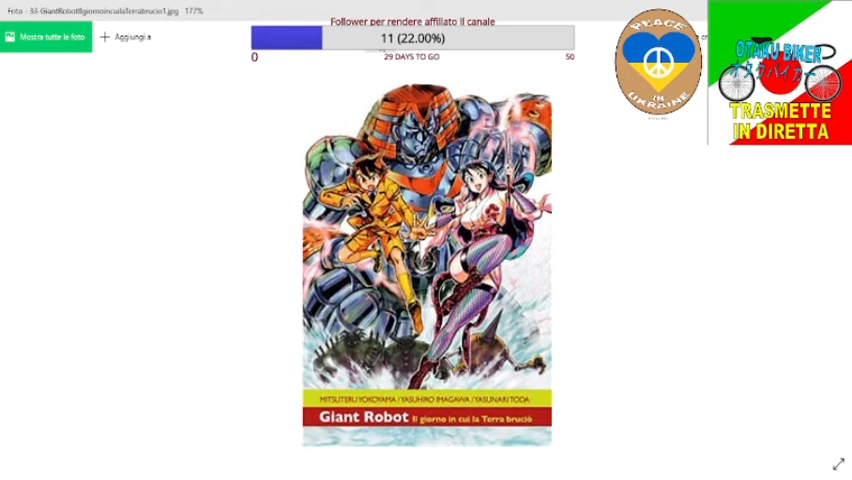 Foto - 33-GiantRobotIlgiornoincuilaTerrabrucio1.jpg 177%
Mostra tutte le foto
Aggiungi a
Follower per rendere affiliato il canale
11 (22.00%)
0
29 DAYS TO GO
50
PEACE
IN
UKRAINE
OTAKU BIKER
オタクバイカー
TRASMETTE
IN DIRETTA
MITSUTERU YOKOYAMA / YASUHIRO IMAGAWA / YASUNARI TODA
Giant Robot Il giorno in cui la Terra bruciò